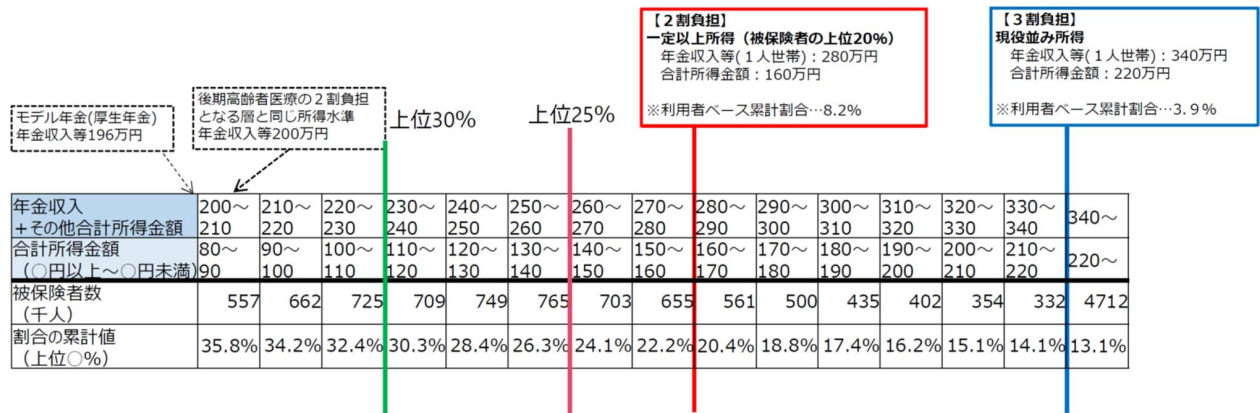 【２割負担】
一定以上所得（被保険者の上位20%）
年金収入等(１人世帯)：280万円
合計所得金額：160万円
※利用者ベース累計割合…8.2%
【３割負担】
現役並み所得
年金収入等(１人世帯)：340万円
合計所得金額：220万円
※利用者ベース累計割合…3.９%
モデル年金(厚生年金)
年金収入等196万円
後期高齢者医療の２割負担
となる層と同じ所得水準
年金収入等200万円
上位30%
上位25%
年金収入
＋その他合計所得金額
200～210 210～220 220～230 230～240 240～250 250～260 260～270 270～280 280～290 290～300 300～310 310～320 320～330 330～340 340～
合計所得金額
（○円以上～○円未満）
80～90 90～100 100～110 110～120 120～130 130～140 140～150 150～160 160～170 170～180 180～190 190～200 200～210 210～220 220～
被保険者数
（千人）
557 662 725 709 749 765 703 655 561 500 435 402 354 332 4712
割合の累計値
（上位○%）
35.8% 34.2% 32.4% 30.3% 28.4% 26.3% 24.1% 22.2% 20.4% 18.8% 17.4% 16.2% 15.1% 14.1% 13.1%